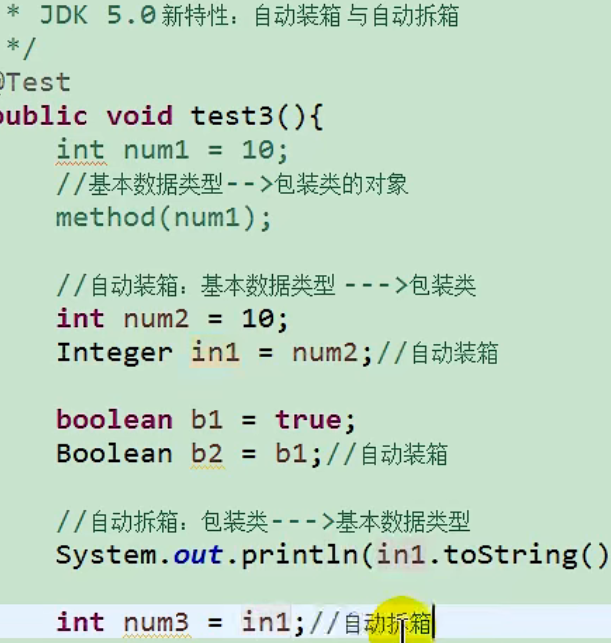 * JDK 5.0 新特性：自动装箱 与自动拆箱
*/
@Test
public void test3(){
int num1 = 10;
//基本数据类型-->包装类的对象
method(num1);
//自动装箱：基本数据类型 --->包装类
int num2 = 10;
Integer in1 = num2;//自动装箱
boolean b1 = true;
Boolean b2 = b1;//自动装箱
//自动拆箱：包装类--->基本数据类型
System.out.println(in1.toString()
int num3 = in1;//自动拆箱